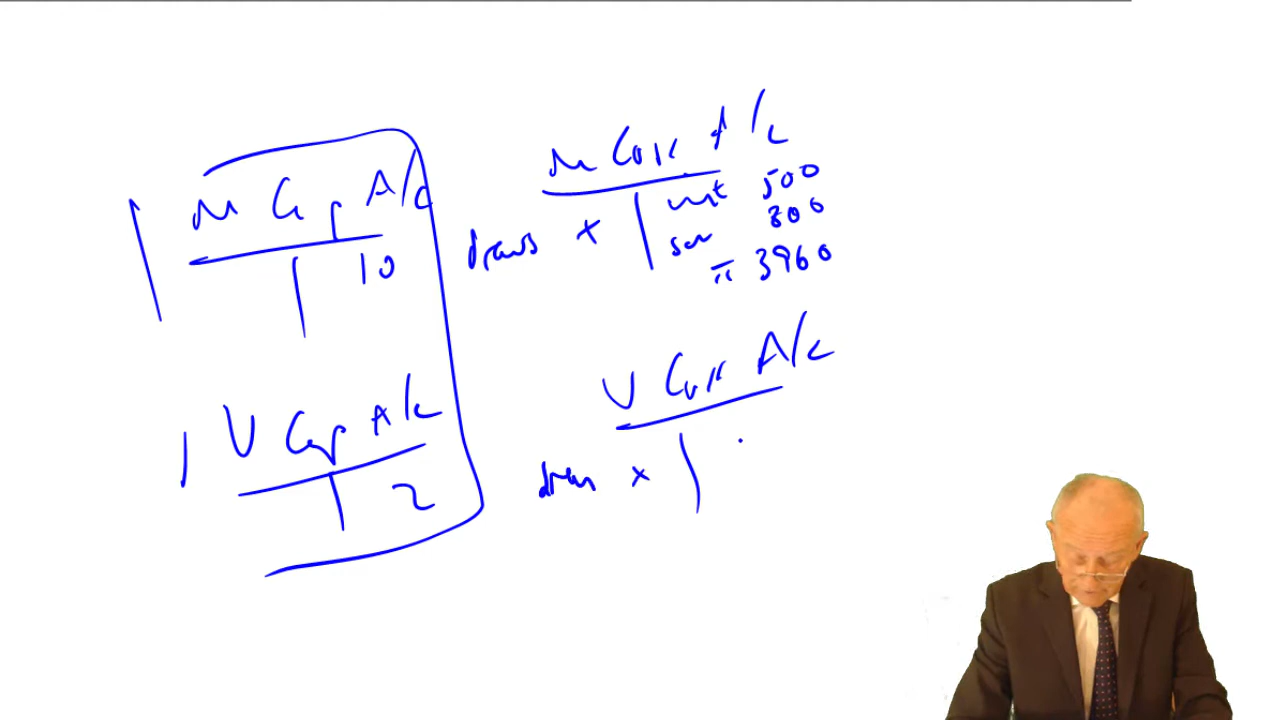 M Cap A/c
10
M Curr A/c
draws x
int 500
sal 800
π 3960
V Cap A/c
2
V Curr A/c
draws x